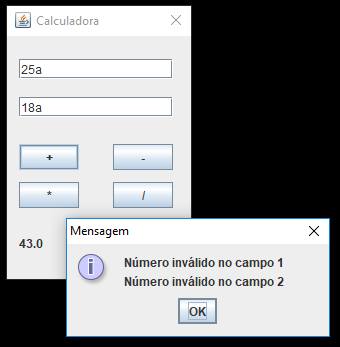 Calculadora
25a
18a
+ -
* /
43.0
Mensagem
Número inválido no campo 1
Número inválido no campo 2
OK